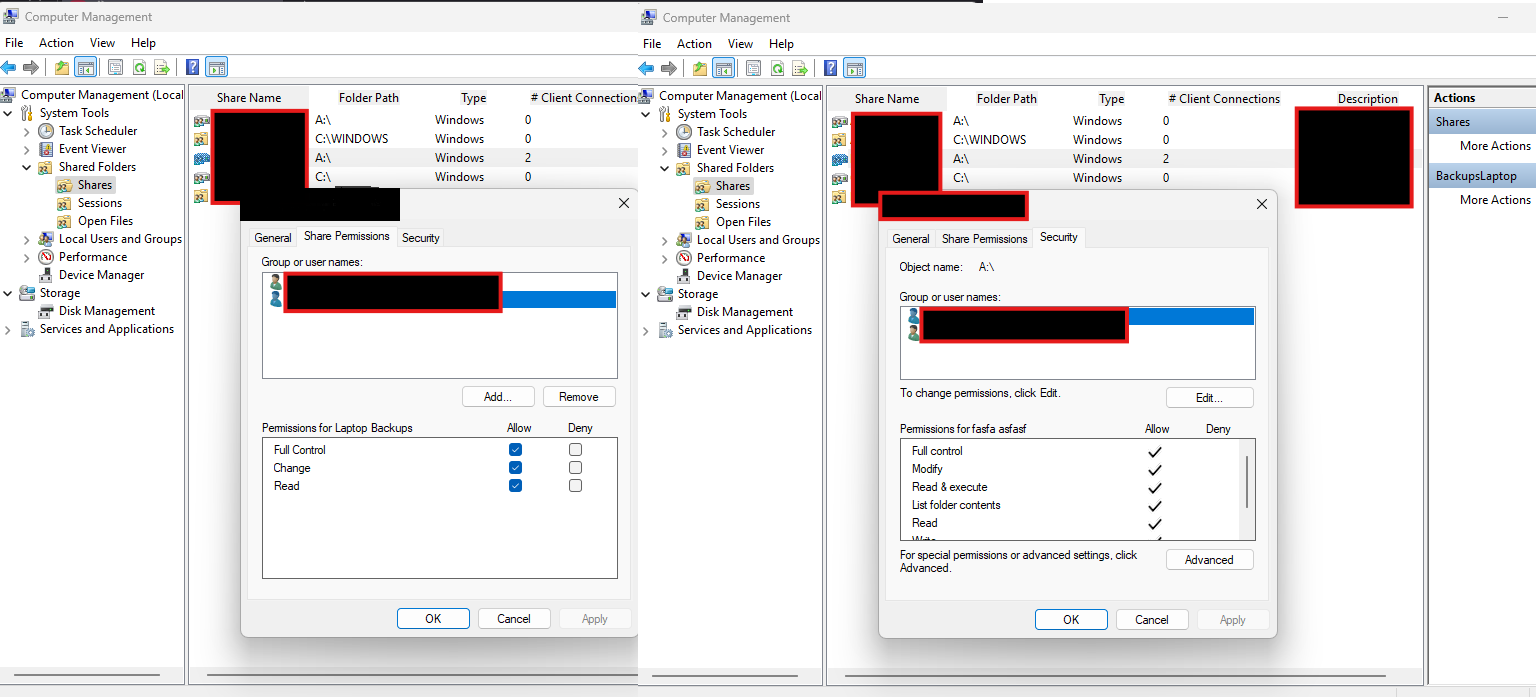 Computer Management
File Action View Help
Computer Management (Local
System Tools
Task Scheduler
Event Viewer
Shared Folders
Shares
Sessions
Open Files
Local Users and Groups
Performance
Device Manager
Storage
Disk Management
Services and Applications
Share Name Folder Path Type # Client Connection
A:\ Windows 0
C:\WINDOWS Windows 0
A:\ Windows 2
C:\ Windows 0
General Share Permissions Security
Group or user names:
Add... Remove
Permissions for Laptop Backups Allow Deny
Full Control
Change
Read
OK Cancel Apply
Computer Management
File Action View Help
Computer Management (Local
System Tools
Task Scheduler
Event Viewer
Shared Folders
Shares
Sessions
Open Files
Local Users and Groups
Performance
Device Manager
Storage
Disk Management
Services and Applications
Share Name Folder Path Type # Client Connections Description
A:\ Windows 0
C:\WINDOWS Windows 0
A:\ Windows 2
C:\ Windows 0
General Share Permissions Security
Object name: A:\
Group or user names:
To change permissions, click Edit. Edit...
Permissions for fasfa asfasf Allow Deny
Full control
Modify
Read & execute
List folder contents
Read
Write
For special permissions or advanced settings, click
Advanced. Advanced
OK Cancel Apply
Actions
Shares
More Actions
BackupsLaptop
More Actions